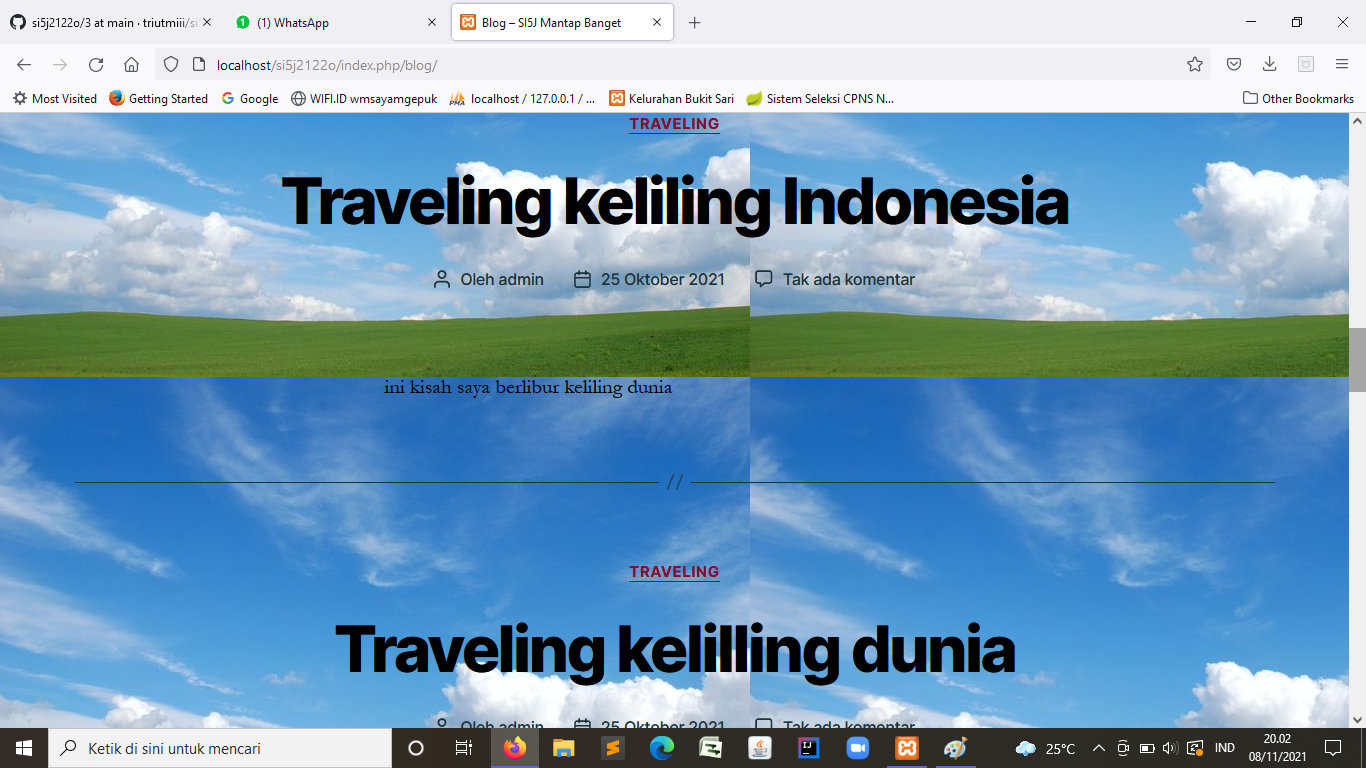 si5j2122o/3 at main · triutmiii/si
(1) WhatsApp
Blog – SI5J Mantap Banget
localhost/si5j2122o/index.php/blog/
Most Visited
Getting Started
Google
WIFI.ID wmsayamgepuk
localhost / 127.0.0.1 / ...
Kelurahan Bukit Sari
Sistem Seleksi CPNS N...
Other Bookmarks
TRAVELING
Traveling keliling Indonesia
Oleh admin 25 Oktober 2021 Tak ada komentar
ini kisah saya berlibur keliling dunia
//
TRAVELING
Traveling kelilling dunia
Oleh admin 25 Oktober 2021 Tak ada komentar
Ketik di sini untuk mencari
25°C
IND
20.02
08/11/2021